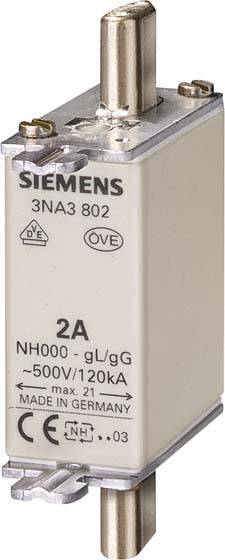 SIEMENS
3NA3 802
VDE ÖVE
2A
NH000 - gL/gG
~500V/120kA
max. 21
MADE IN GERMANY
CE NH ..03